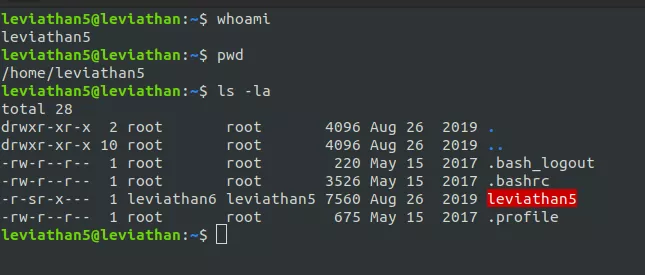 leviathan5@leviathan:~$ whoami
leviathan5
leviathan5@leviathan:~$ pwd
/home/leviathan5
leviathan5@leviathan:~$ ls -la
total 28
drwxr-xr-x  2 root       root       4096 Aug 26  2019 .
drwxr-xr-x 10 root       root       4096 Aug 26  2019 ..
-rw-r--r--  1 root       root        220 May 15  2017 .bash_logout
-rw-r--r--  1 root       root       3526 May 15  2017 .bashrc
-r-sr-x---  1 leviathan6 leviathan5 7560 Aug 26  2019 leviathan5
-rw-r--r--  1 root       root        675 May 15  2017 .profile
leviathan5@leviathan:~$